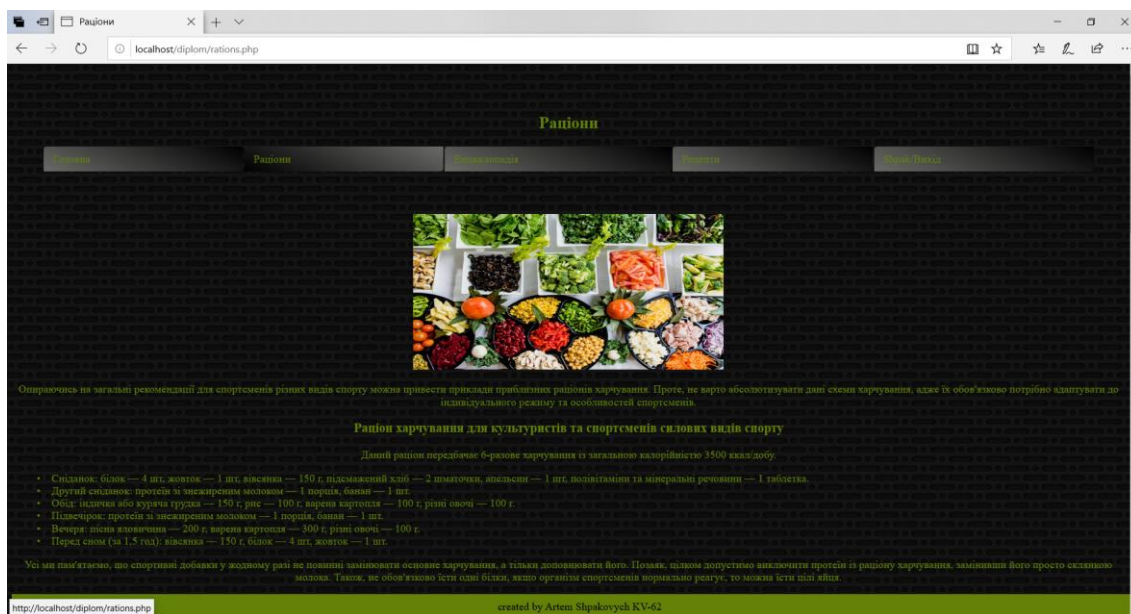 Раціони
localhost/diplom/rations.php
Раціони
Головна
Раціони
Енциклопедія
Рецепти
Опираючись на загальні рекомендації для спортсменів різних видів спорту можна привести приклади приблизних раціонів харчування. Проте, не варто абсолютизувати дані схеми харчування, адже їх обов'язково потрібно адаптувати до
індивідуального режиму та особливостей спортсменів.
Раціон харчування для культуристів та спортсменів силових видів спорту
Даний раціон передбачає 6-разове харчування із загальною калорійністю 3500 ккал/добу.
• Сніданок: білок — 4 шт, жовток — 1 шт, вівсянка — 150 г, підсмажений хліб — 2 шматочки, апельсин — 1 шт, полівітаміни та мінеральні речовини — 1 таблетка.
• Другий сніданок: протеїн зі знежиреним молоком — 1 порція, банан — 1 шт.
• Обід: індичка або куряча грудка — 150 г, рис — 100 г, варена картопля — 100 г, різні овочі — 100 г.
• Підвечірок: протеїн зі знежиреним молоком — 1 порція, банан — 1 шт.
• Вечеря: пісна яловичина — 200 г, варена картопля — 300 г, різні овочі — 100 г.
• Перед сном (за 1,5 год): вівсянка — 150 г, білок — 4 шт, жовток — 1 шт.
Усі ми пам'ятаємо, що спортивні добавки у жодному разі не повинні замінювати основне харчування, а тільки доповнювати його. Позаяк, цілком допустимо виключити протеїн із раціону харчування, замінивши його просто склянкою
молока. Також, не обов'язково їсти одні білки, якщо організм спортсменів нормально реагує, то можна їсти цілі яйця.
created by Artem Shpakovych KV-62
http://localhost/diplom/rations.php